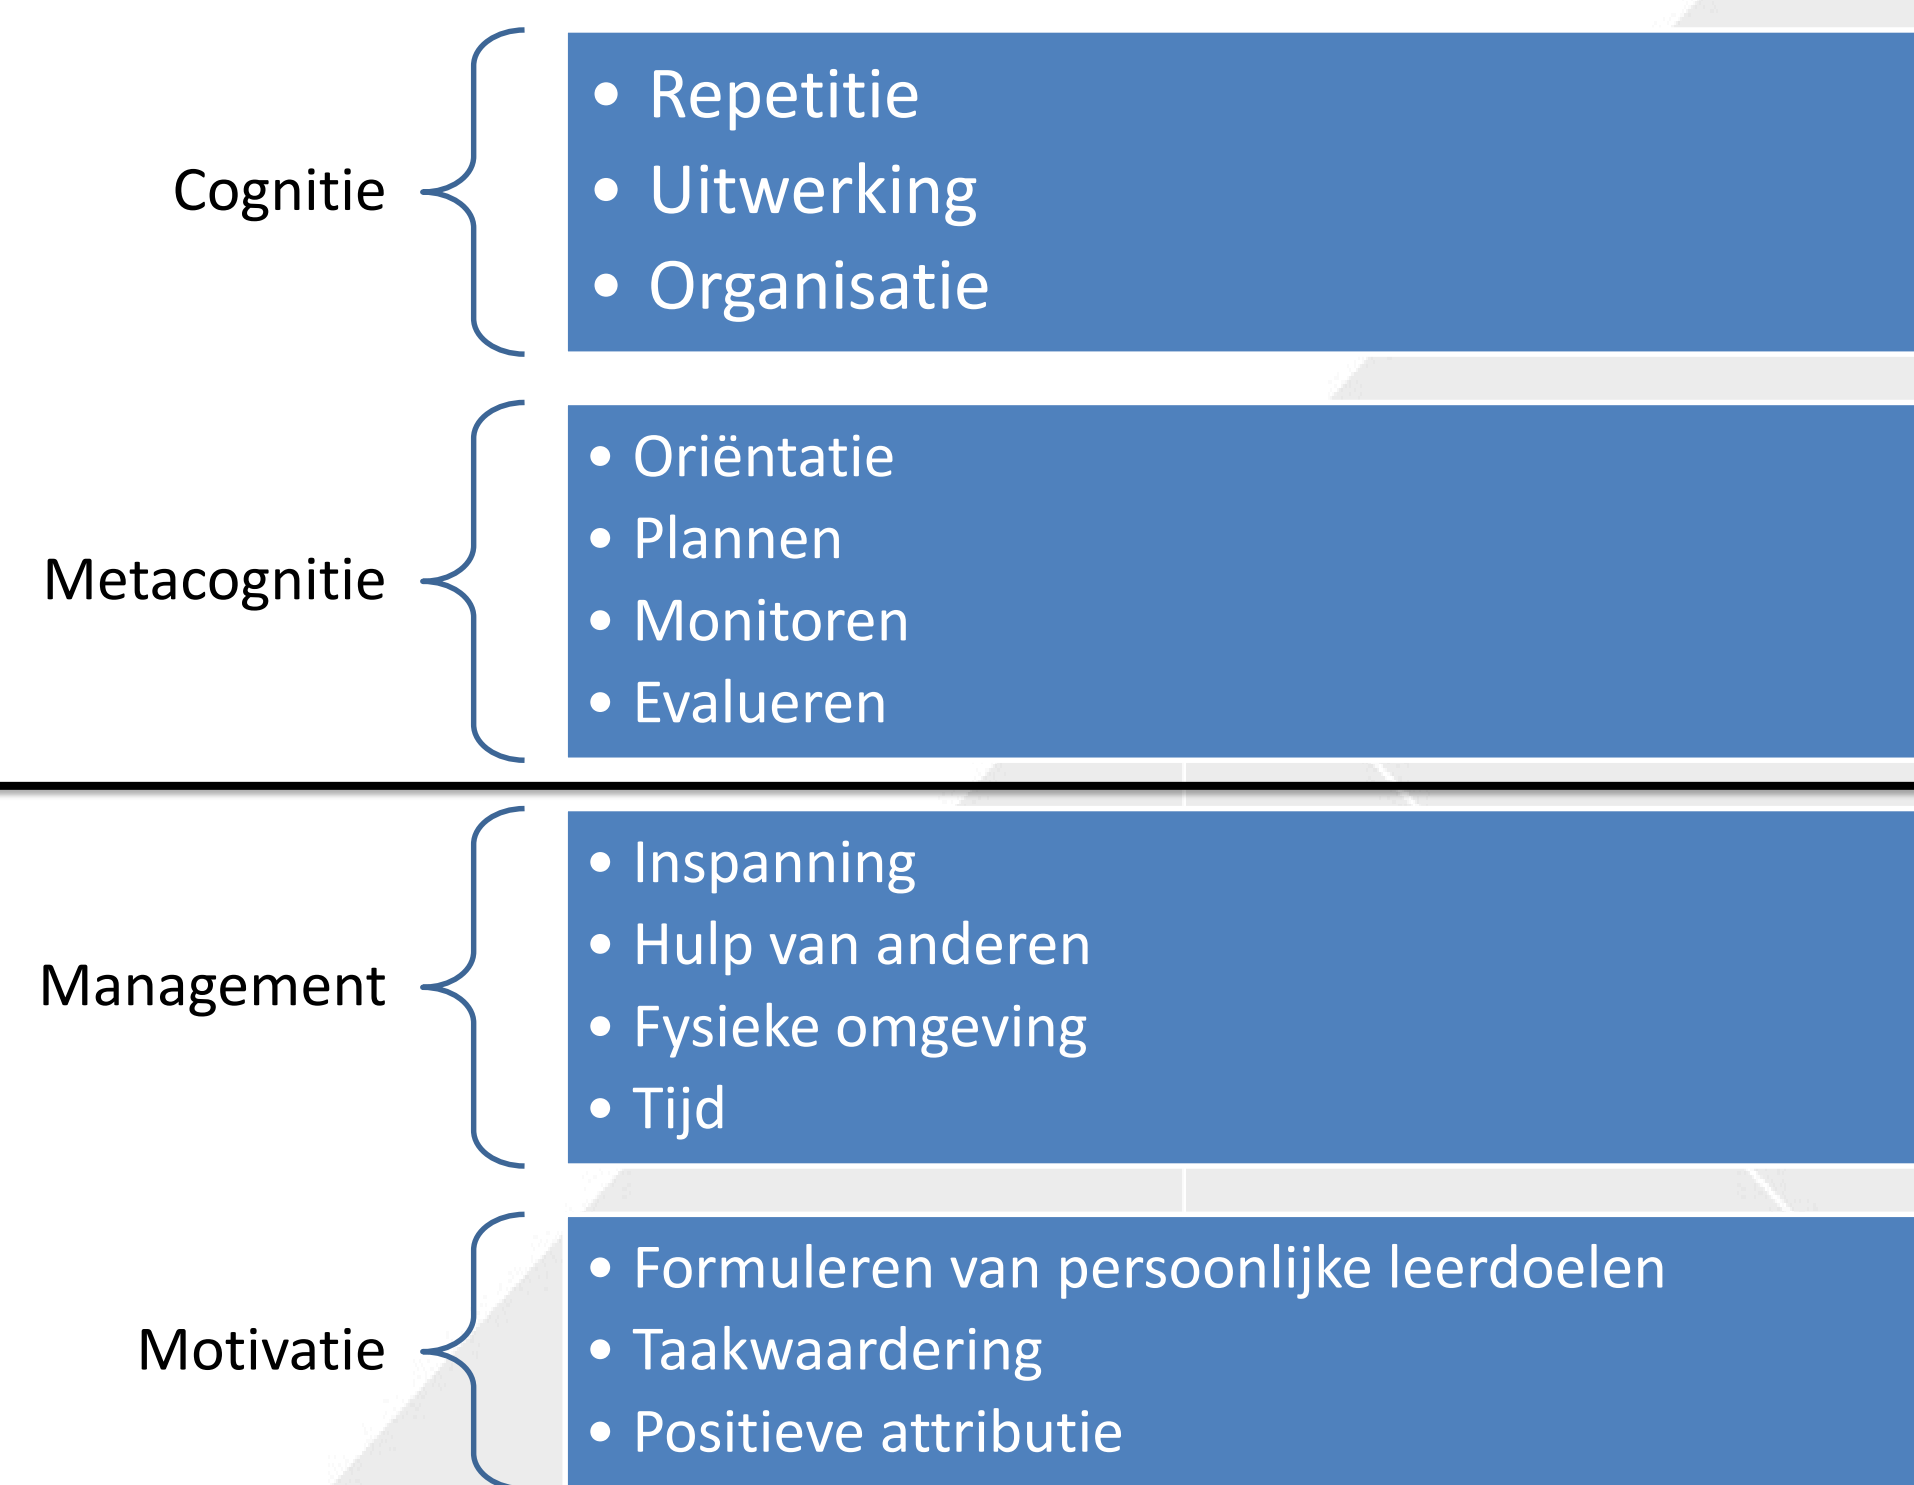 Cognitie
• Repetitie
• Uitwerking
• Organisatie
Metacognitie
• Oriëntatie
• Plannen
• Monitoren
• Evalueren
Management
• Inspanning
• Hulp van anderen
• Fysieke omgeving
• Tijd
Motivatie
• Formuleren van persoonlijke leerdoelen
• Taakwaardering
• Positieve attributie